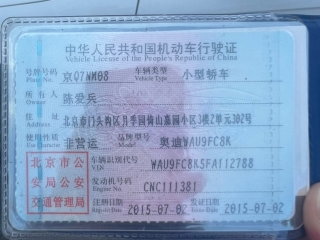 中华人民共和国机动车行驶证
Vehicle License of the People's Republic of China
号牌号码 京Q7NM08 车辆类型 小型轿车
Plate No. Vehicle Type
所有人 陈爱兵
Owner
住址 北京市门头沟区月季园倚山嘉园小区3楼2单元302号
Address
使用性质 非营运 品牌型号 奥迪WAU9FC8K
Use Character Model
北京市公安局公安交通管理局
车辆识别代号 WAU9FC8K5FA112788
VIN
发动机号码 CNC111381
Engine No.
注册日期 2015-07-02 发证日期 2015-07-02
Register Date Issue Date